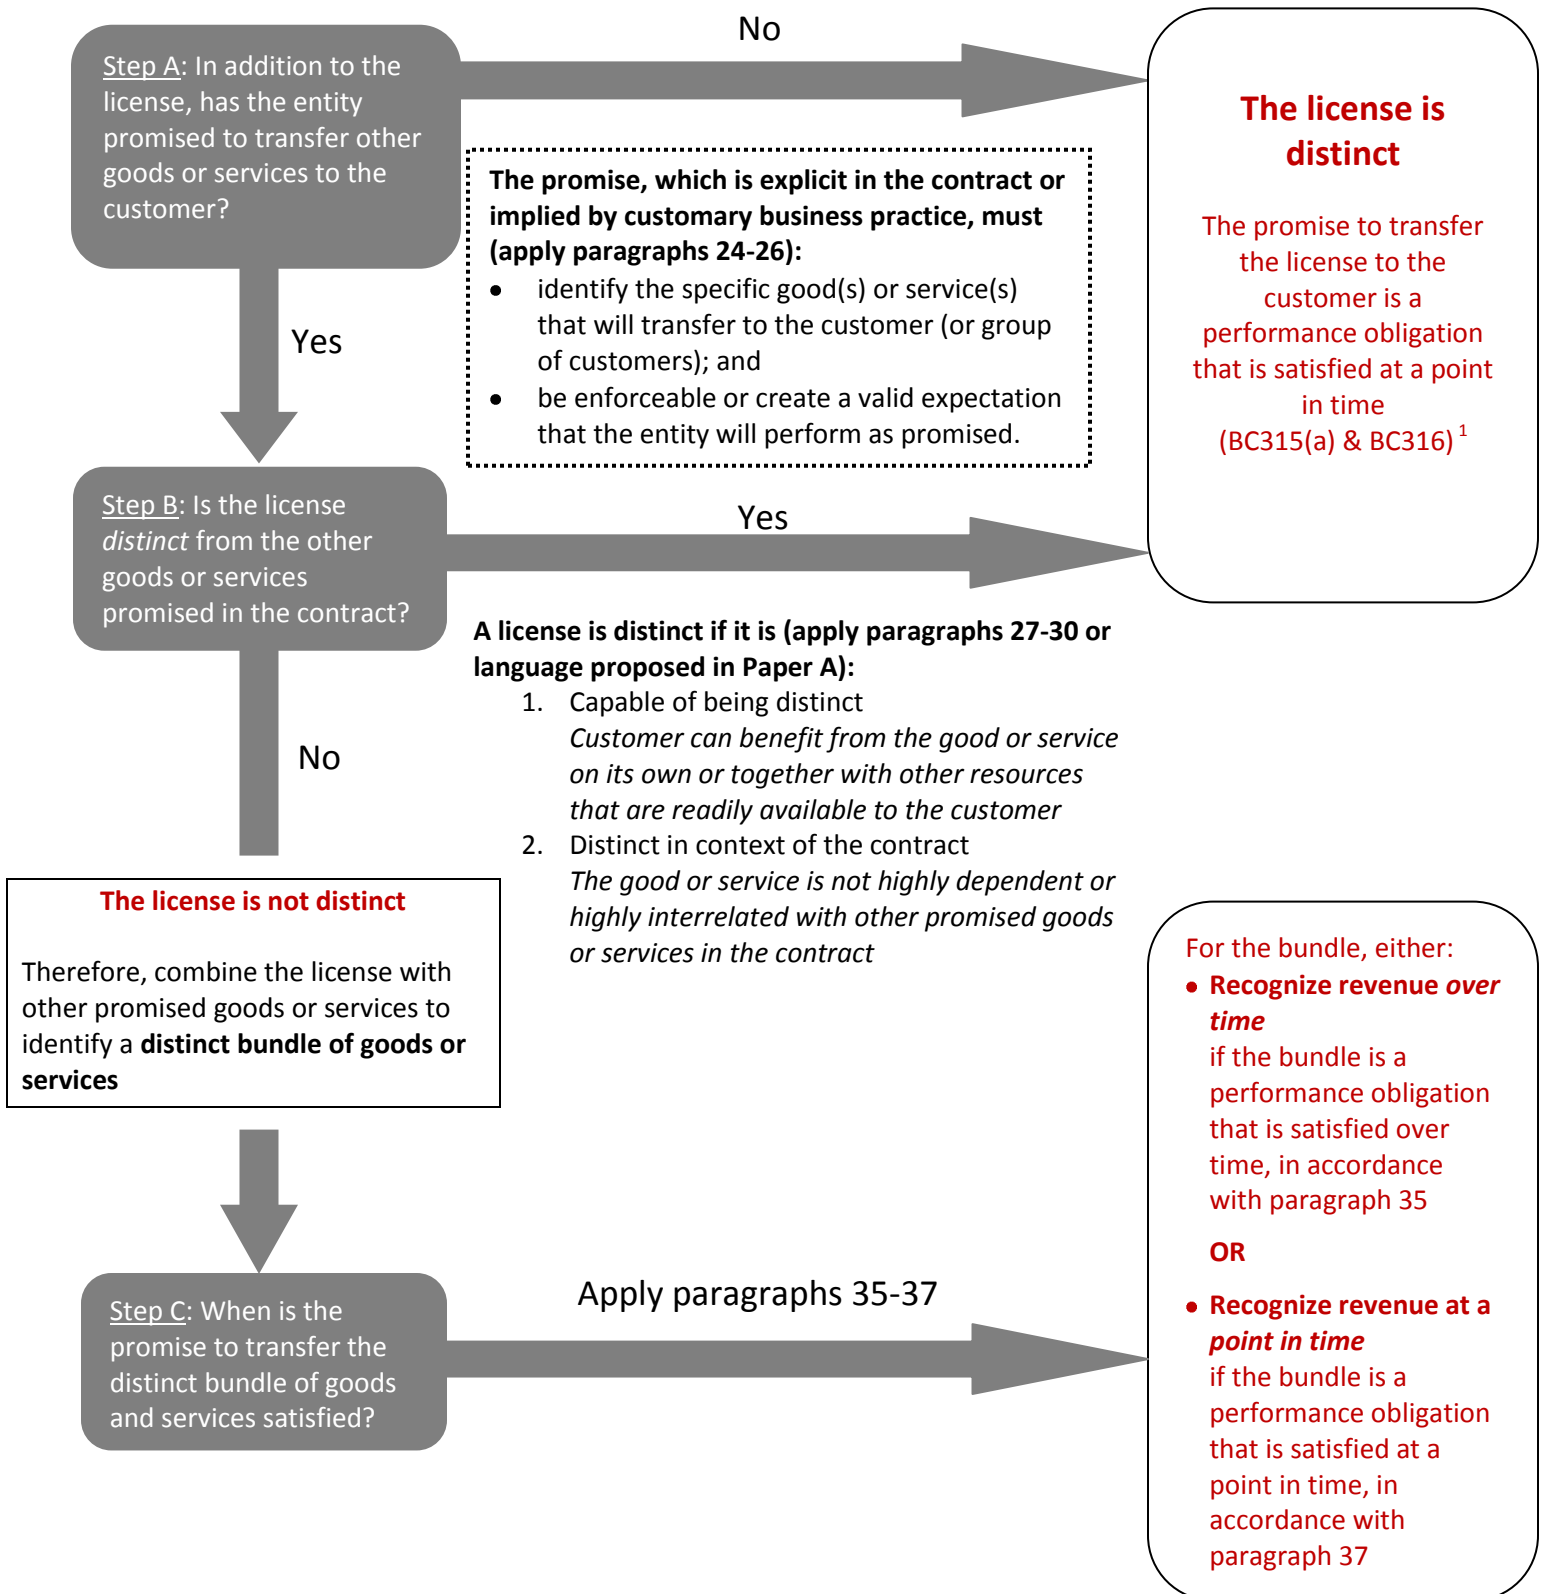 No
Step A: In addition to the
license, has the entity
promised to transfer other
goods or services to the
customer?
The promise, which is explicit in the contract or
implied by customary business practice, must
(apply paragraphs 24-26):
• identify the specific good(s) or service(s)
that will transfer to the customer (or group
of customers); and
• be enforceable or create a valid expectation
that the entity will perform as promised.
The license is
distinct
The promise to transfer
the license to the
customer is a
performance obligation
that is satisfied at a point
in time
(BC315(a) & BC316) 1
Yes
Step B: Is the license
distinct from the other
goods or services
promised in the contract?
Yes
A license is distinct if it is (apply paragraphs 27-30 or
language proposed in Paper A):
1. Capable of being distinct
Customer can benefit from the good or service
on its own or together with other resources
that are readily available to the customer
2. Distinct in context of the contract
The good or service is not highly dependent or
highly interrelated with other promised goods
or services in the contract
No
The license is not distinct
Therefore, combine the license with
other promised goods or services to
identify a distinct bundle of goods or
services
Step C: When is the
promise to transfer the
distinct bundle of goods
and services satisfied?
Apply paragraphs 35-37
For the bundle, either:
• Recognize revenue over
time
if the bundle is a
performance obligation
that is satisfied over
time, in accordance
with paragraph 35
OR
• Recognize revenue at a
point in time
if the bundle is a
performance obligation
that is satisfied at a
point in time, in
accordance with
paragraph 37